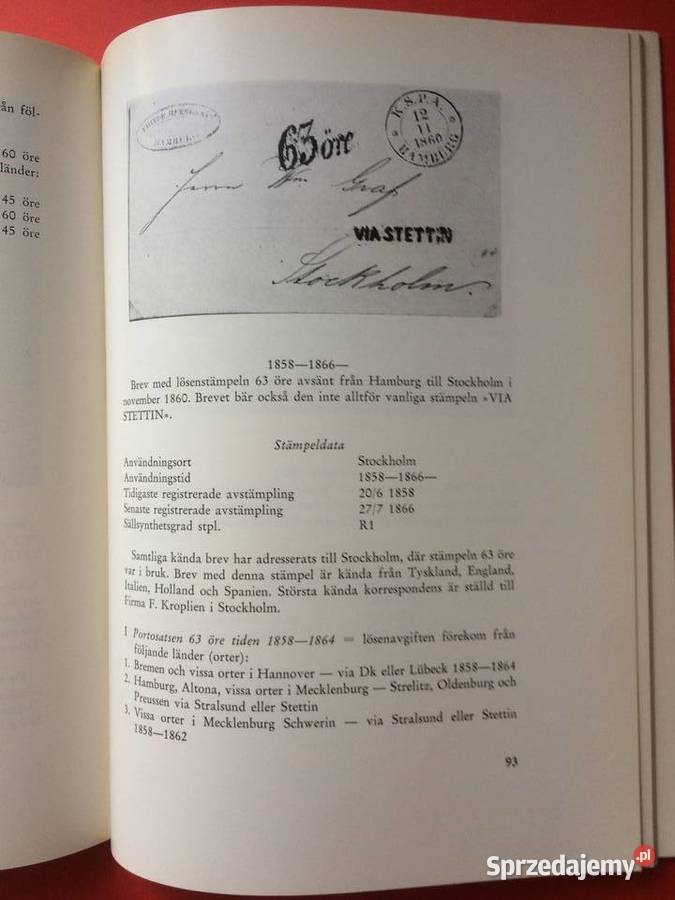 ån föl-
60 öre
länder:
45 öre
60 öre
45 öre
HAMBURG
63 öre
K.S.P.A.
12
11
1860
HAMBURG
Herrn Wm Graf
VIA STETTIN
Stockholm.
1858—1866—
Brev med lösenstämpeln 63 öre avsänt från Hamburg till Stockholm i
november 1860. Brevet bär också den inte alltför vanliga stämpeln »VIA
STETTIN«.
Stämpeldata
Användningsort Stockholm
Användningstid 1858—1866—
Tidigaste registrerade avstämpling 20/6 1858
Senaste registrerade avstämpling 27/7 1866
Sällsynthetsgrad stpl. R1
Samtliga kända brev har adresserats till Stockholm, där stämpeln 63 öre
var i bruk. Brev med denna stämpel är kända från Tyskland, England,
Italien, Holland och Spanien. Största kända korrespondens är ställd till
Firma F. Kroplien i Stockholm.
I Portosatsen 63 öre tiden 1858—1864 = lösenavgiften förekom från
följande länder (orter):
1. Bremen och vissa orter i Hannover — via Dk eller Lübeck 1858—1864
2. Hamburg, Altona, vissa orter i Mecklenburg — Strelitz, Oldenburg och
Preussen via Stralsund eller Stettin
3. Vissa orter i Mecklenburg Schwerin — via Stralsund eller Stettin
1858—1862
93
Sprzedajemy.pl